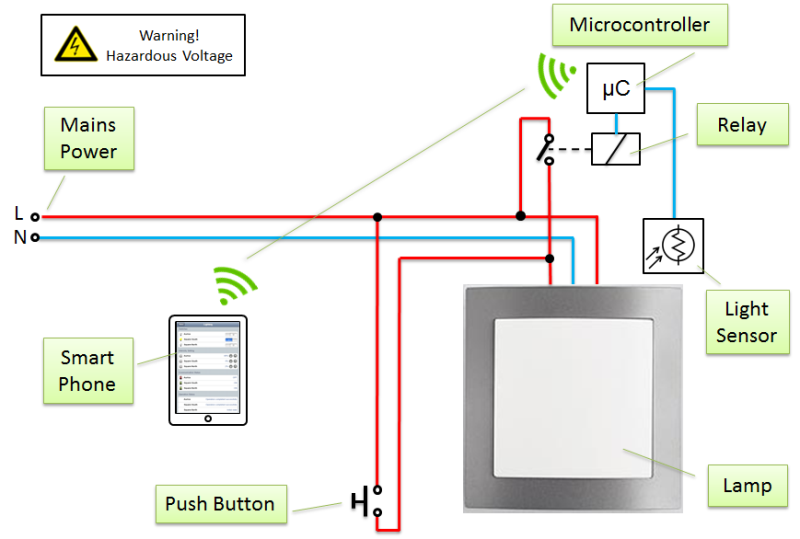 Warning!
Hazardous Voltage
Microcontroller
µC
Mains
Power
Relay
L
N
Light
Sensor
Smart
Phone
Push Button
Lamp